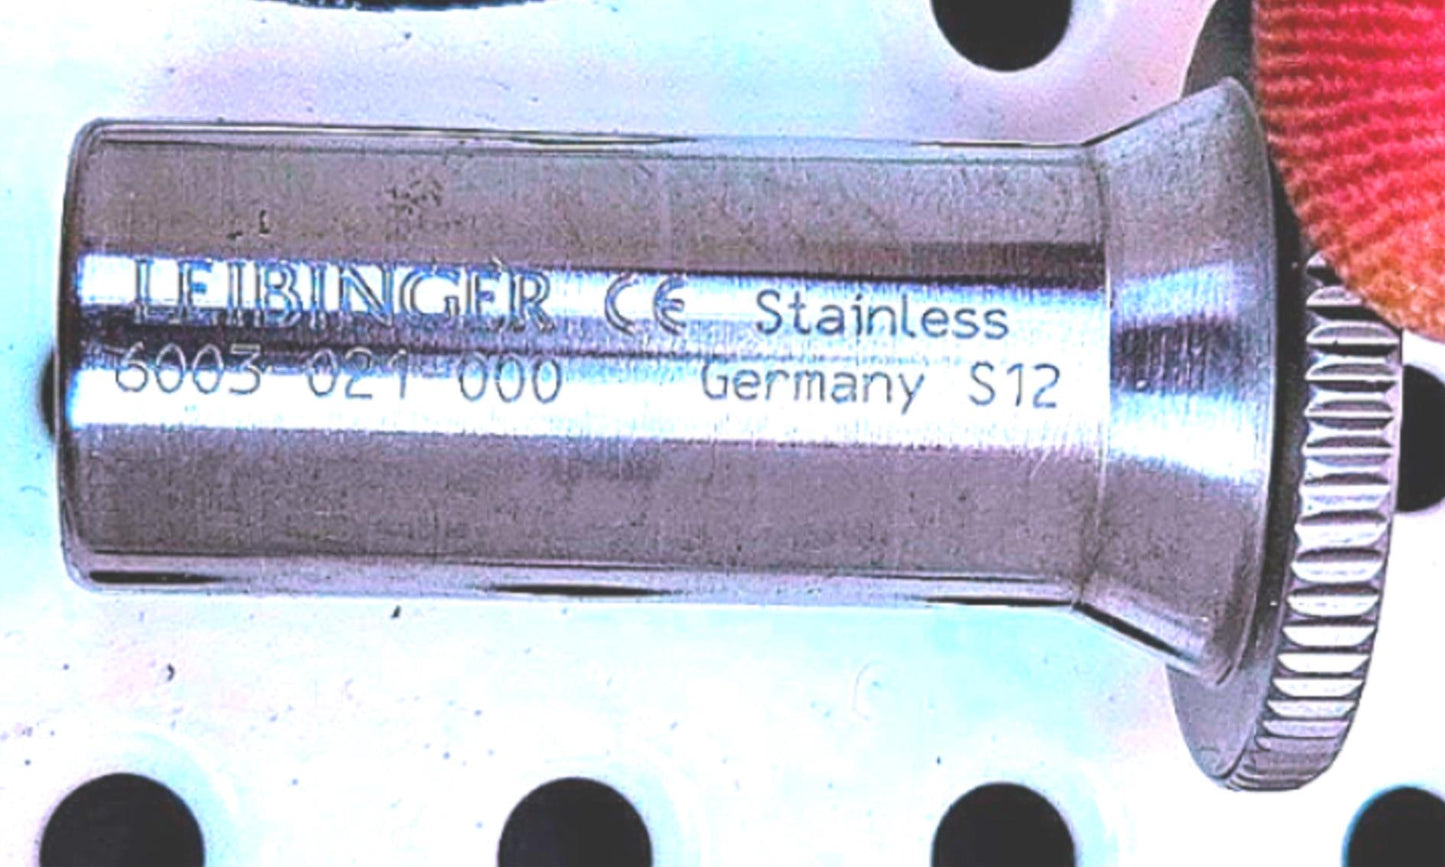 LEIBINGER CE Stainless
6003 021 000 Germany S12